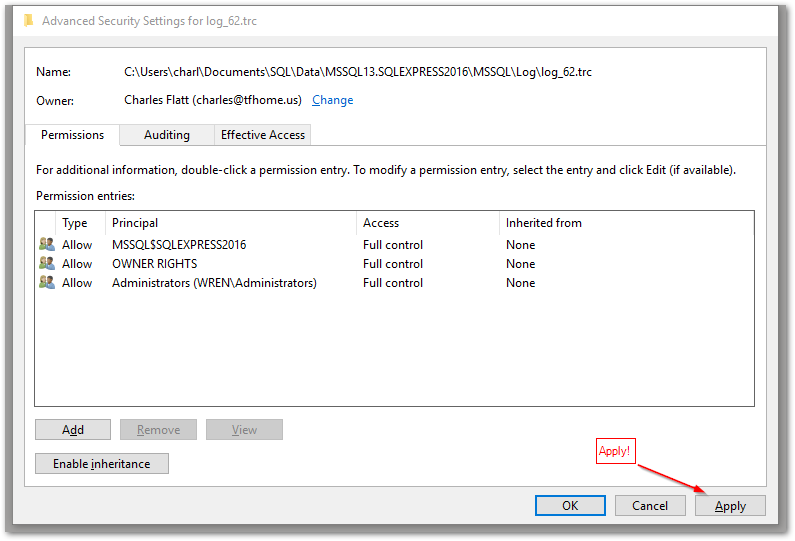 Advanced Security Settings for log_62.trc
Name: C:\Users\charl\Documents\SQL\Data\MSSQL13.SQLEXPRESS2016\MSSQL\Log\log_62.trc
Owner: Charles Flatt (charles@tfhome.us) Change
Permissions Auditing Effective Access
For additional information, double-click a permission entry. To modify a permission entry, select the entry and click Edit (if available).
Permission entries:
Type Principal Access Inherited from
Allow MSSQL$SQLEXPRESS2016 Full control None
Allow OWNER RIGHTS Full control None
Allow Administrators (WREN\Administrators) Full control None
Add Remove View
Apply!
Enable inheritance
OK Cancel Apply